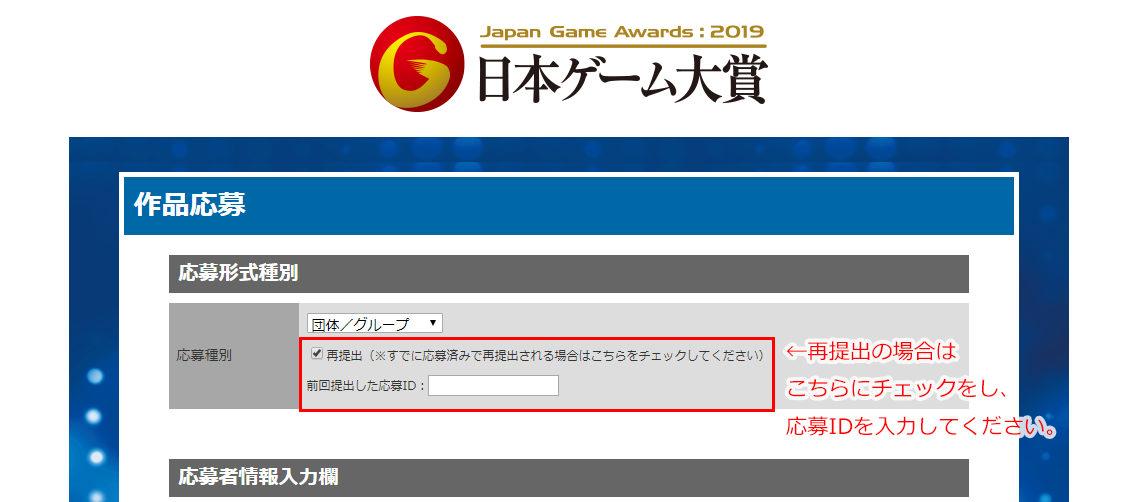 Japan Game Awards : 2019
日本ゲーム大賞
作品応募
応募形式種別
応募種別
団体／グループ
再提出（※すでに応募済みで再提出される場合はこちらをチェックしてください）
前回提出した応募ID：
←再提出の場合は
こちらにチェックをし、
応募IDを入力してください。
応募者情報入力欄